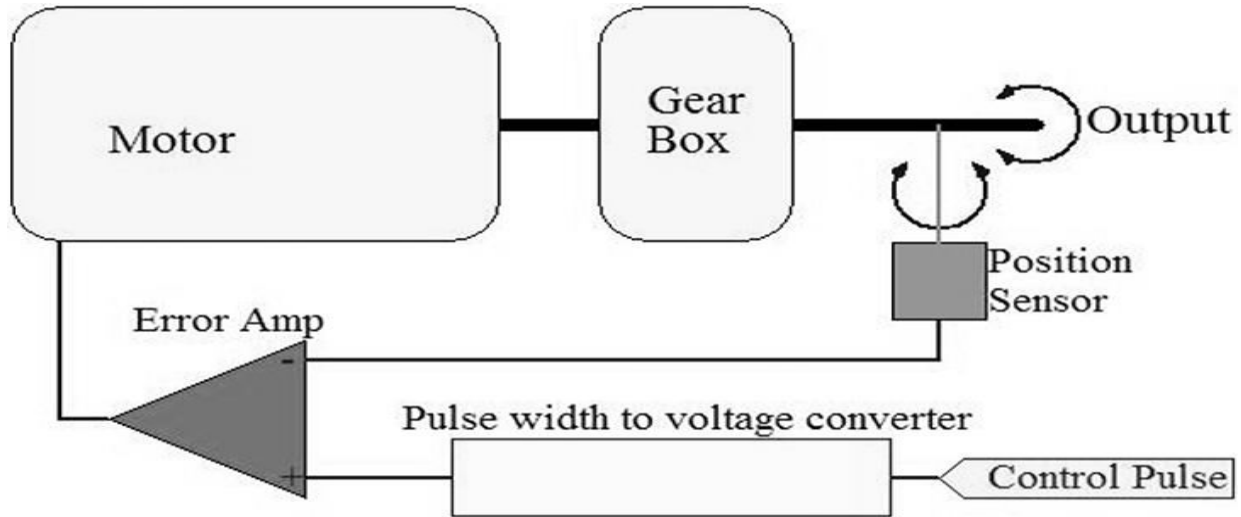 Motor
Gear
Box
Output
Position
Sensor
Error Amp
-
Pulse width to voltage converter
+
Control Pulse